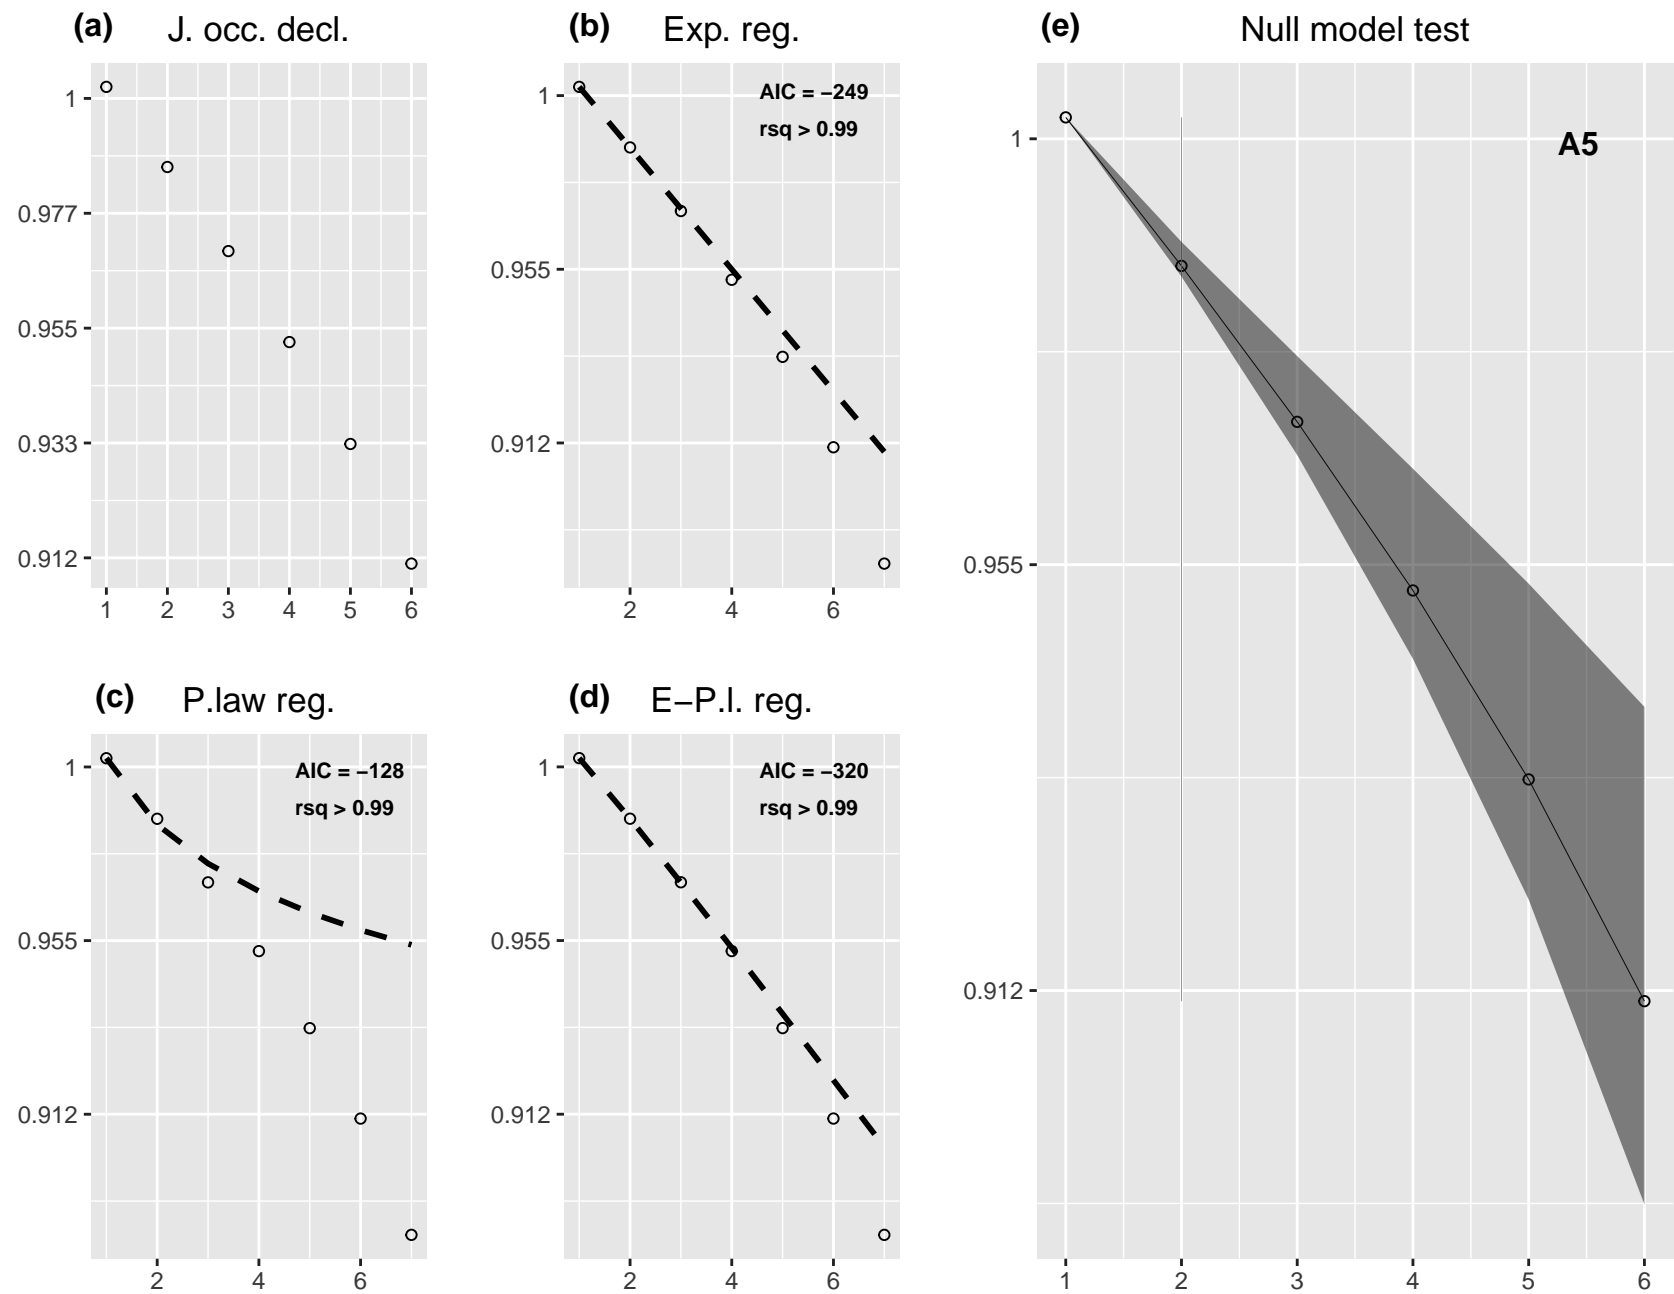 (a) J. occ. decl.
1
0.977
0.955
0.933
0.912
1 2 3 4 5 6
(b) Exp. reg.
AIC = −249
rsq > 0.99
1
0.955
0.912
2 4 6
(c) P.law reg.
AIC = −128
rsq > 0.99
1
0.955
0.912
2 4 6
(d) E−P.l. reg.
AIC = −320
rsq > 0.99
1
0.955
0.912
2 4 6
(e) Null model test
A5
1
0.955
0.912
1 2 3 4 5 6